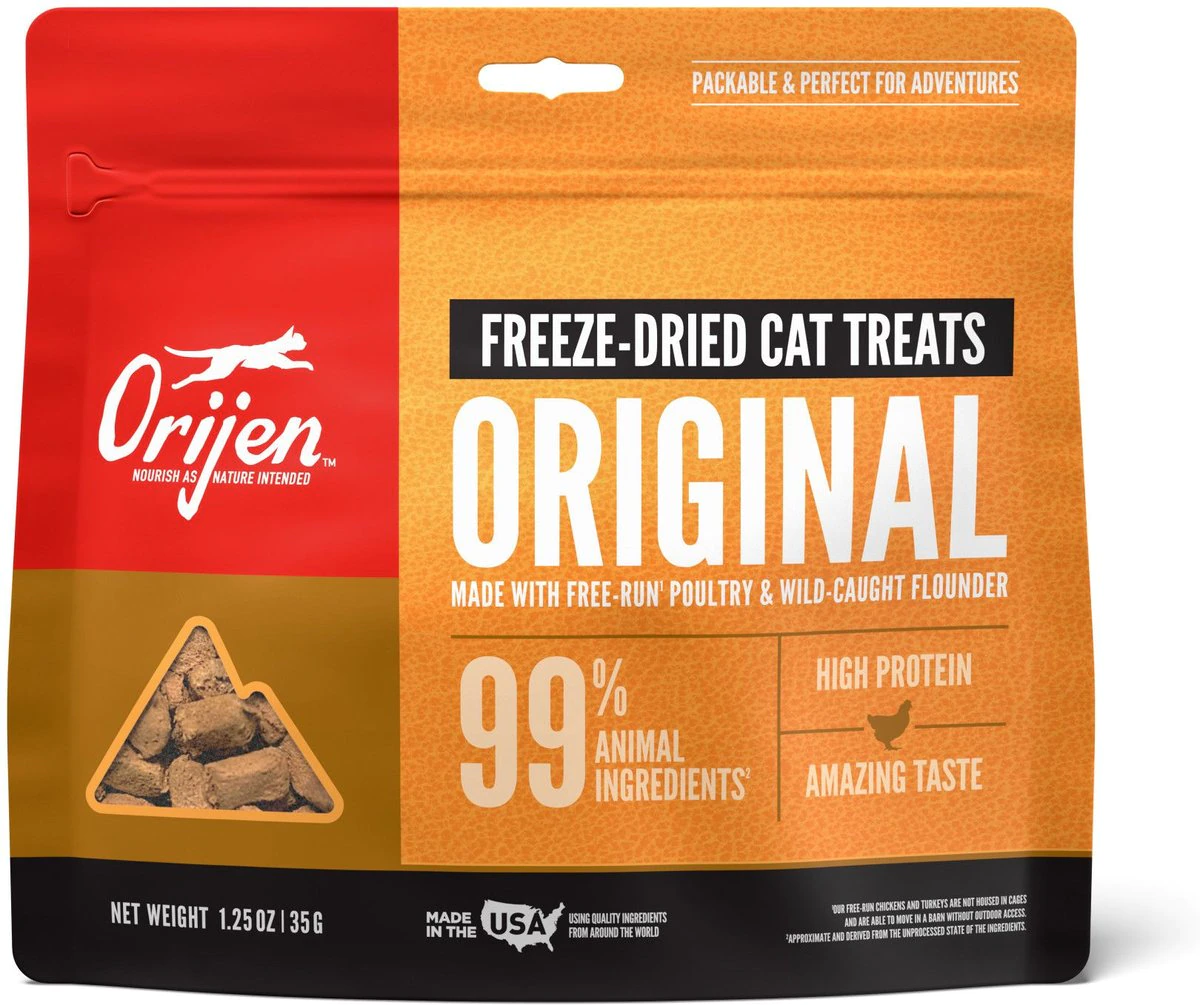 PACKABLE & PERFECT FOR ADVENTURES
Orijen™
NOURISH AS NATURE INTENDED
FREEZE-DRIED CAT TREATS
ORIGINAL
MADE WITH FREE-RUN¹ POULTRY & WILD-CAUGHT FLOUNDER
99%
ANIMAL
INGREDIENTS²
HIGH PROTEIN
AMAZING TASTE
NET WEIGHT 1.25 OZ | 35 G
MADE
IN THE
USA
USING QUALITY INGREDIENTS
FROM AROUND THE WORLD
¹OUR FREE-RUN CHICKENS AND TURKEYS ARE NOT HOUSED IN CAGES
AND ARE ABLE TO MOVE IN A BARN WITHOUT OUTDOOR ACCESS.
²APPROXIMATE AND DERIVED FROM THE UNPROCESSED STATE OF THE INGREDIENTS.